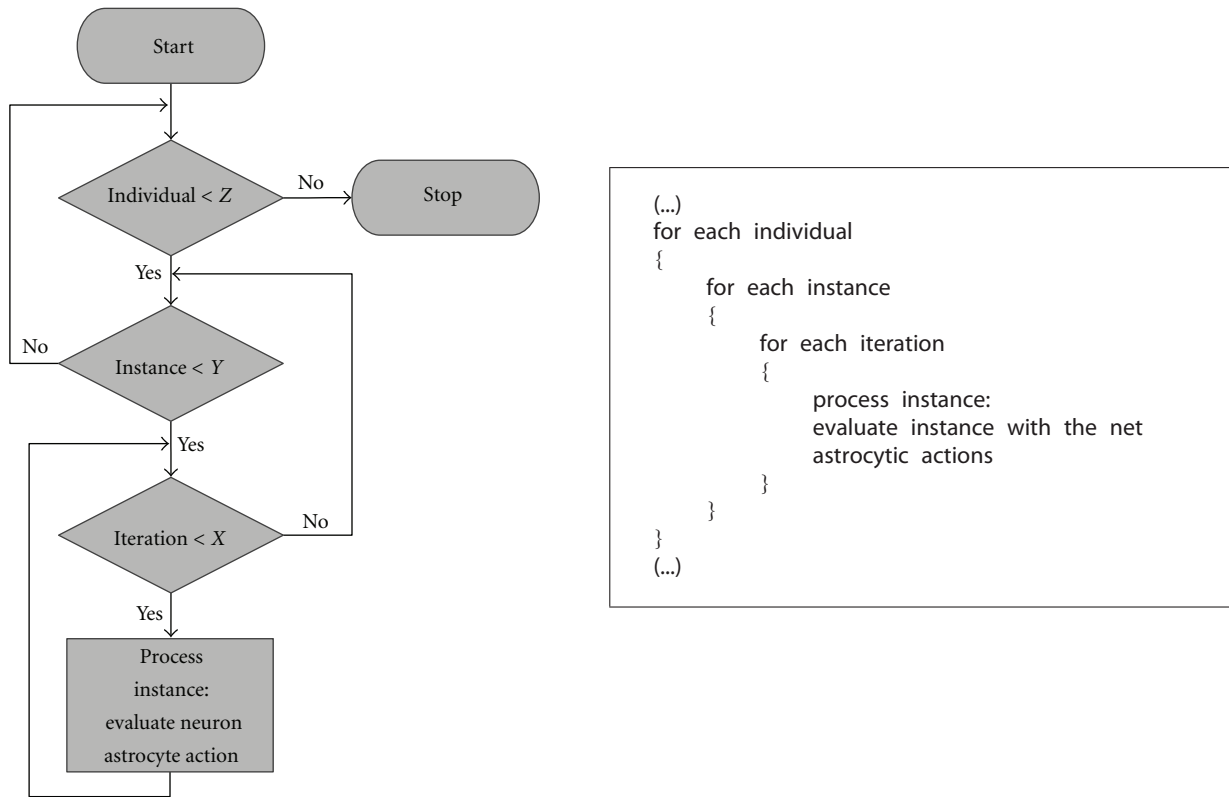 Start
Individual < Z
No
Stop
Yes
No
Instance < Y
Yes
Iteration < X
No
Yes
Process
instance:
evaluate neuron
astrocyte action
(...)
for each individual
{
for each instance
{
for each iteration
{
process instance:
evaluate instance with the net
astrocytic actions
}
}
}
(...)